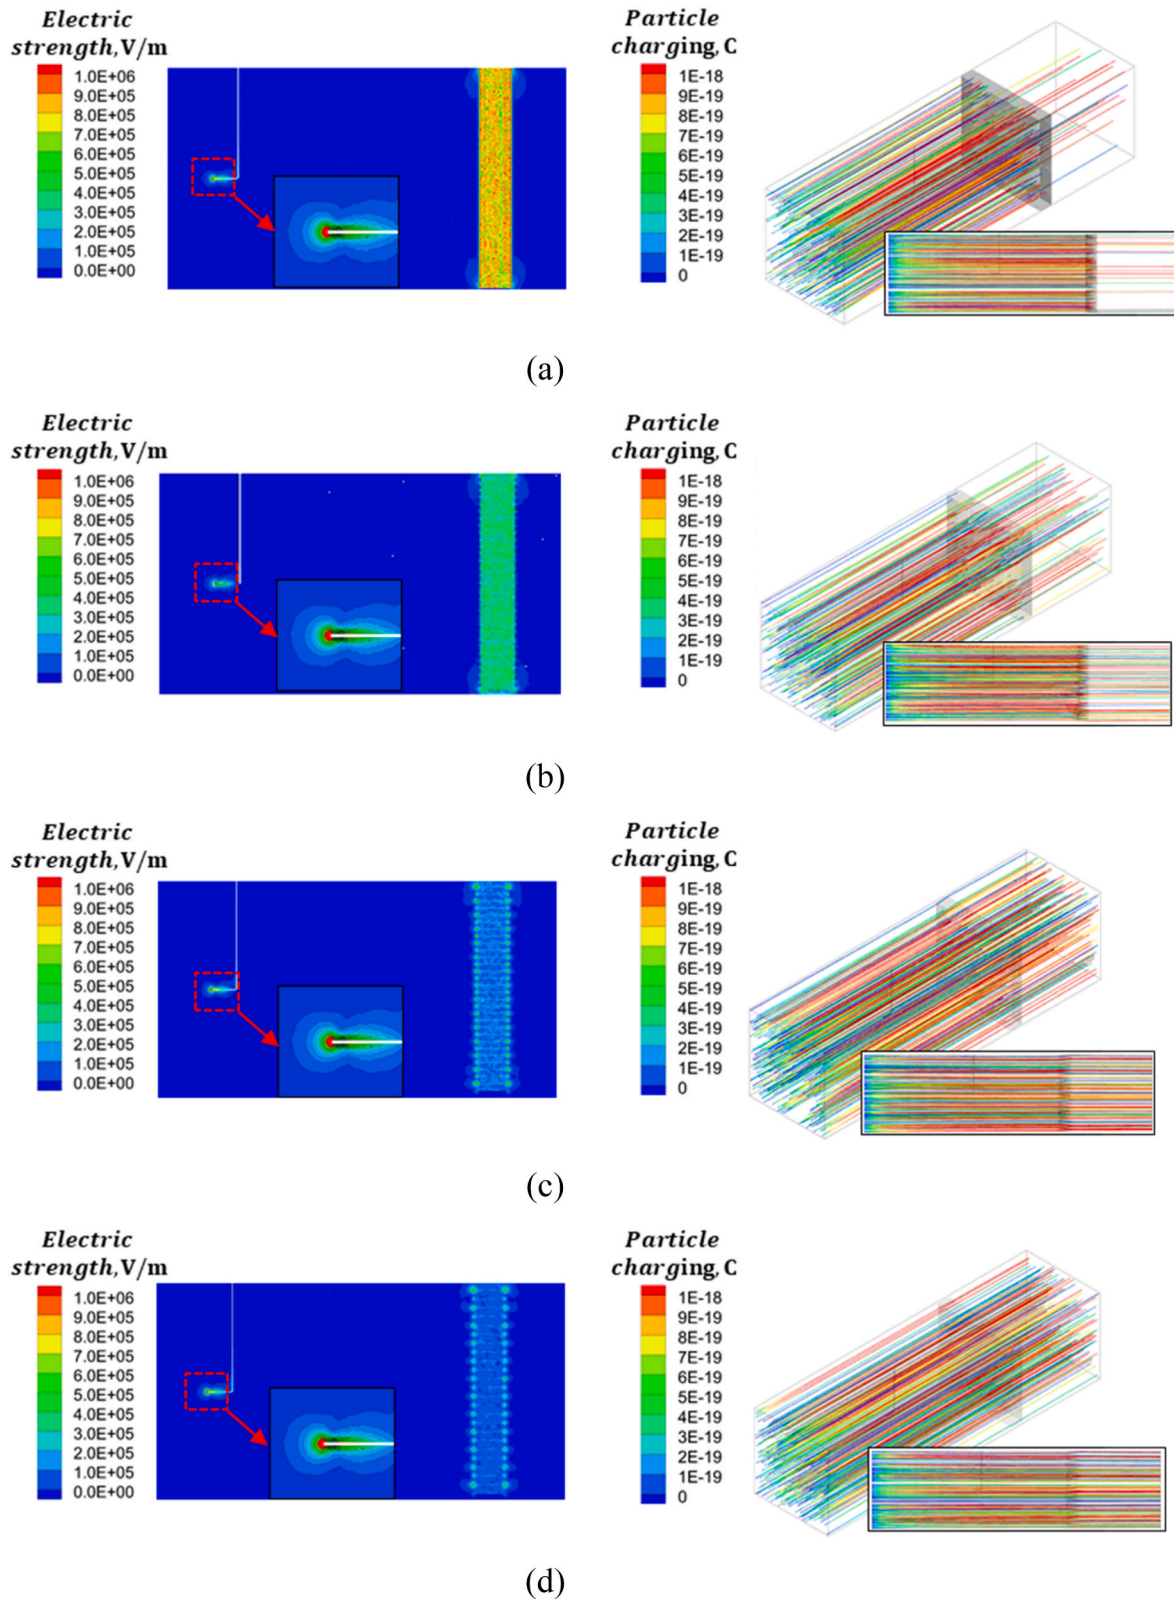 Electric
strength,V/m
1.0E+06
9.0E+05
8.0E+05
7.0E+05
6.0E+05
5.0E+05
4.0E+05
3.0E+05
2.0E+05
1.0E+05
0.0E+00
Particle
charging, C
1E-18
9E-19
8E-19
7E-19
6E-19
5E-19
4E-19
3E-19
2E-19
1E-19
0
(a)
Electric
strength,V/m
1.0E+06
9.0E+05
8.0E+05
7.0E+05
6.0E+05
5.0E+05
4.0E+05
3.0E+05
2.0E+05
1.0E+05
0.0E+00
Particle
charging, C
1E-18
9E-19
8E-19
7E-19
6E-19
5E-19
4E-19
3E-19
2E-19
1E-19
0
(b)
Electric
strength,V/m
1.0E+06
9.0E+05
8.0E+05
7.0E+05
6.0E+05
5.0E+05
4.0E+05
3.0E+05
2.0E+05
1.0E+05
0.0E+00
Particle
charging, C
1E-18
9E-19
8E-19
7E-19
6E-19
5E-19
4E-19
3E-19
2E-19
1E-19
0
(c)
Electric
strength,V/m
1.0E+06
9.0E+05
8.0E+05
7.0E+05
6.0E+05
5.0E+05
4.0E+05
3.0E+05
2.0E+05
1.0E+05
0.0E+00
Particle
charging, C
1E-18
9E-19
8E-19
7E-19
6E-19
5E-19
4E-19
3E-19
2E-19
1E-19
0
(d)